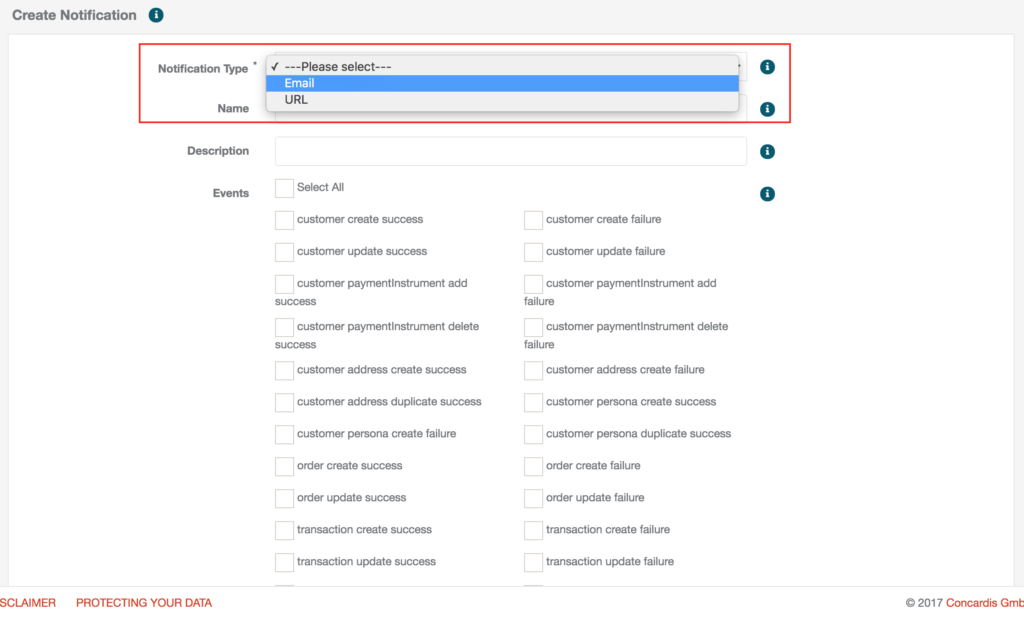 Create Notification
Notification Type *
✓ ---Please select---
Email
URL
Name
Description
Events
Select All
customer create success
customer create failure
customer update success
customer update failure
customer paymentInstrument add
success
customer paymentInstrument add
failure
customer paymentInstrument delete
success
customer paymentInstrument delete
failure
customer address create success
customer address create failure
customer address duplicate success
customer persona create success
customer persona create failure
customer persona duplicate success
order create success
order create failure
order update success
order update failure
transaction create success
transaction create failure
transaction update success
transaction update failure
SCLAIMER
PROTECTING YOUR DATA
© 2017 Concardis Gmb